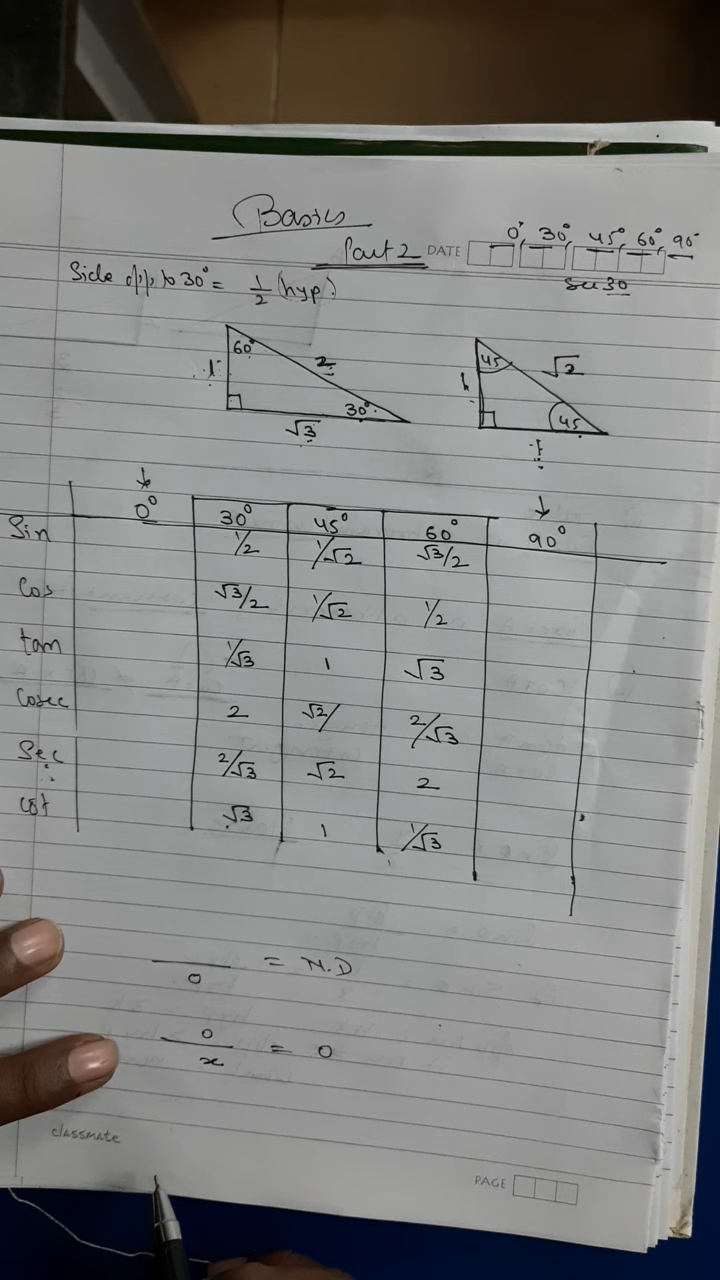 Basics
0°, 30°, 45°, 60°, 90°
Part 2 DATE
Side opp. to 30° = 1/2 (hyp)
60° 2 1 30° √3
45 √2 1 45 1
0° 30° 45° 60° 90°
Sin 1/2 1/√2 √3/2
Cos √3/2 1/√2 1/2
tan 1/√3 1 √3
Cosec 2 √2/ 2/√3
Sec 2/√3 √2 2
cot √3 1 1/√3
/0 = N.D
0/x = 0
classmate
PAGE